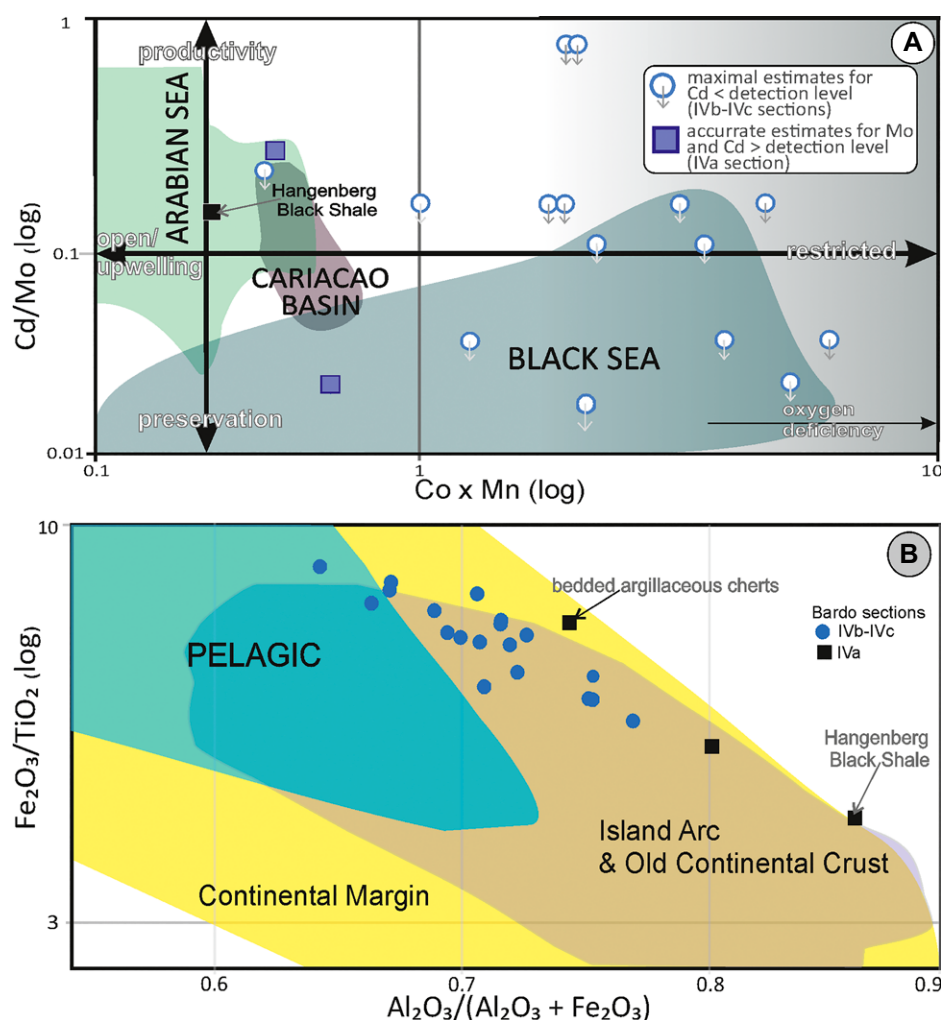 1
productivity
A
maximal estimates for
Cd < detection level
(IVb-IVc sections)
accurrate estimates for Mo
and Cd > detection level
(IVa section)
ARABIAN SEA
Hangenberg
Black Shale
open/
upwelling
0.1
restricted
CARIACAO
BASIN
BLACK SEA
Cd/Mo (log)
preservation
oxygen
deficiency
0.01
0.1
1
10
Co x Mn (log)
10
B
bedded argillaceous cherts
Bardo sections
IVb-IVc
IVa
PELAGIC
Fe₂O₃/TiO₂ (log)
Hangenberg
Black Shale
Island Arc
& Old Continental Crust
Continental Margin
3
0.6
0.7
0.8
0.9
Al₂O₃/(Al₂O₃ + Fe₂O₃)